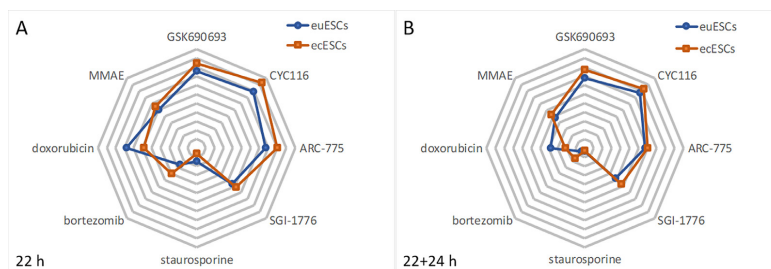 A
GSK690693
euESCs
ecESCs
MMAE
CYC116
doxorubicin
ARC-775
bortezomib
SGI-1776
22 h
staurosporine
B
GSK690693
euESCs
ecESCs
MMAE
CYC116
doxorubicin
ARC-775
bortezomib
SGI-1776
22+24 h
staurosporine